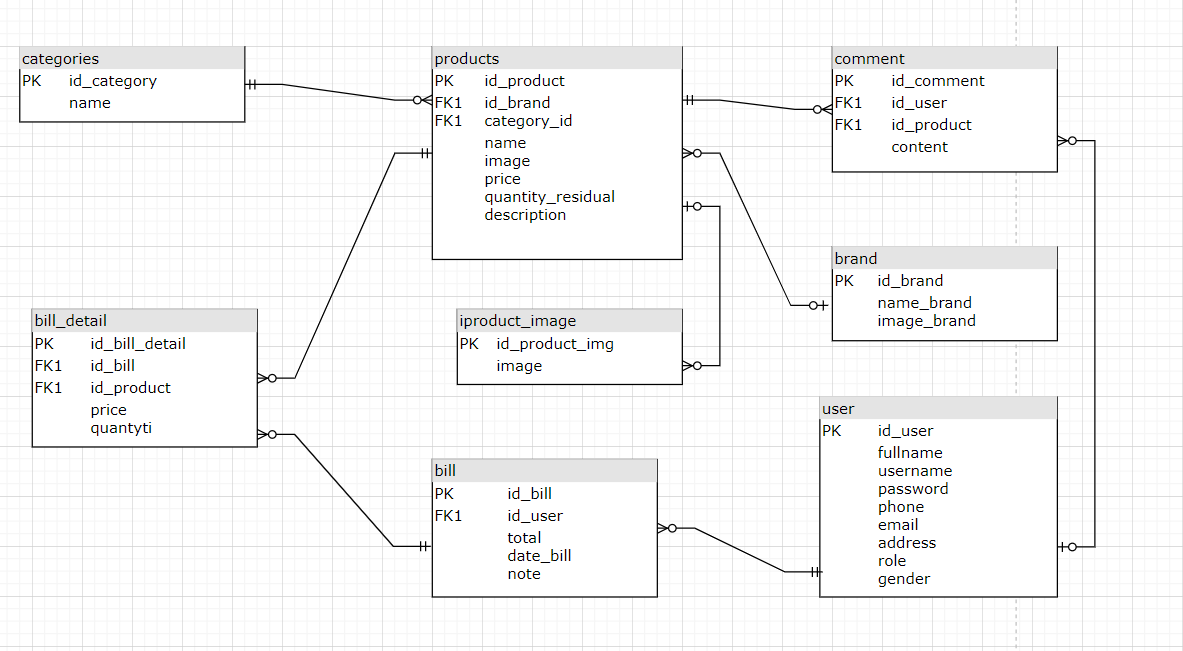 categories
PK id_category
name
products
PK id_product
FK1 id_brand
FK1 category_id
name
image
price
quantity_residual
description
comment
PK id_comment
FK1 id_user
FK1 id_product
content
brand
PK id_brand
name_brand
image_brand
bill_detail
PK id_bill_detail
FK1 id_bill
FK1 id_product
price
quantyti
iproduct_image
PK id_product_img
image
bill
PK id_bill
FK1 id_user
total
date_bill
note
user
PK id_user
fullname
username
password
phone
email
address
role
gender